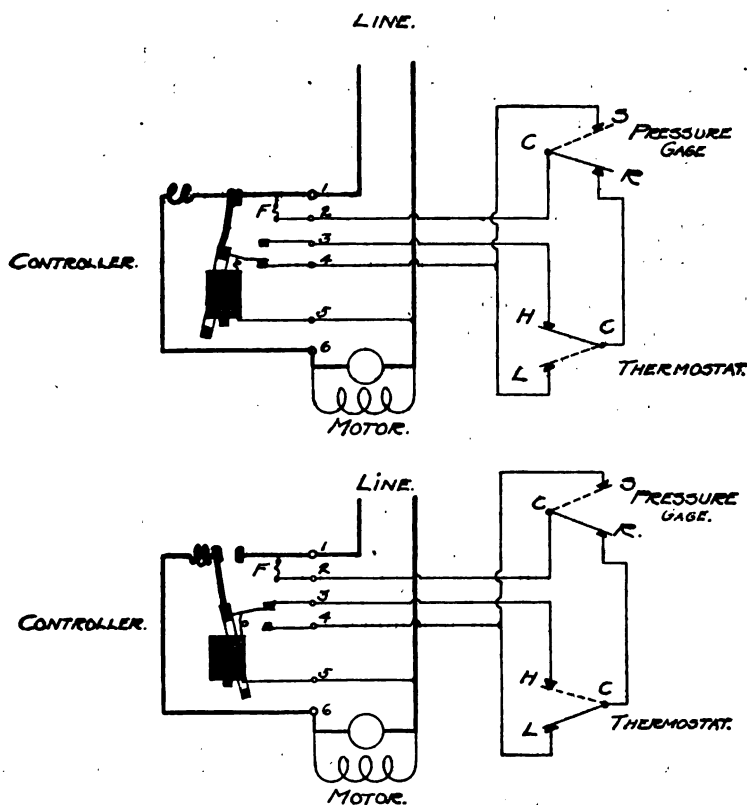 LINE.
S
PRESSURE
GAGE
C
R
1
F
2
3
4
CONTROLLER.
5
H
C
L
THERMOSTAT.
6
MOTOR.
LINE.
S
PRESSURE
GAGE.
C
R.
1
F
2
3
4
CONTROLLER.
5
H
C
L
THERMOSTAT.
6
MOTOR.